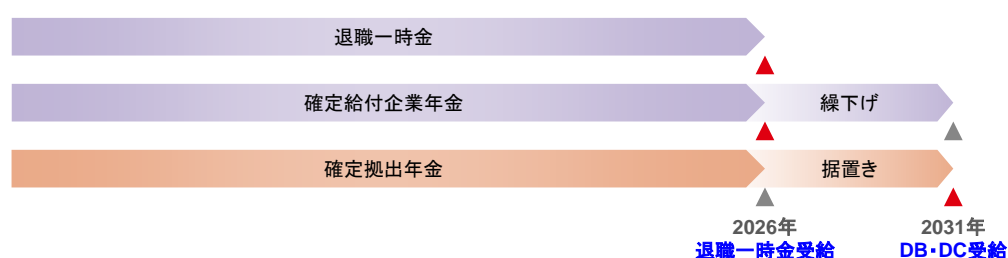 退職一時金
確定給付企業年金
繰下げ
確定拠出年金
据置き
2026年
2031年
退職一時金受給
DB・DC受給